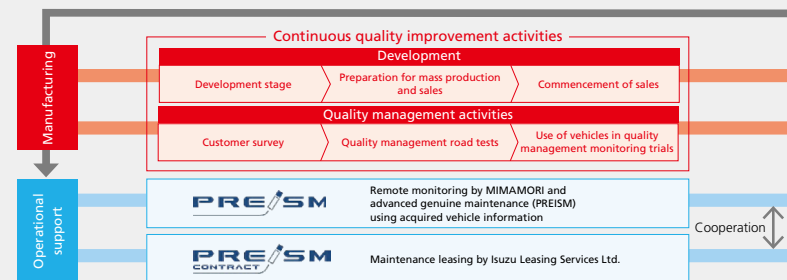 Manufacturing
Continuous quality improvement activities
Development
Development stage
Preparation for mass production
and sales
Commencement of sales
Quality management activities
Customer survey
Quality management road tests
Use of vehicles in quality
management monitoring trials
Operational
support
PREISM
Remote monitoring by MIMAMORI and
advanced genuine maintenance (PREISM)
using acquired vehicle information
Cooperation
PREISM
CONTRACT
Maintenance leasing by Isuzu Leasing Services Ltd.